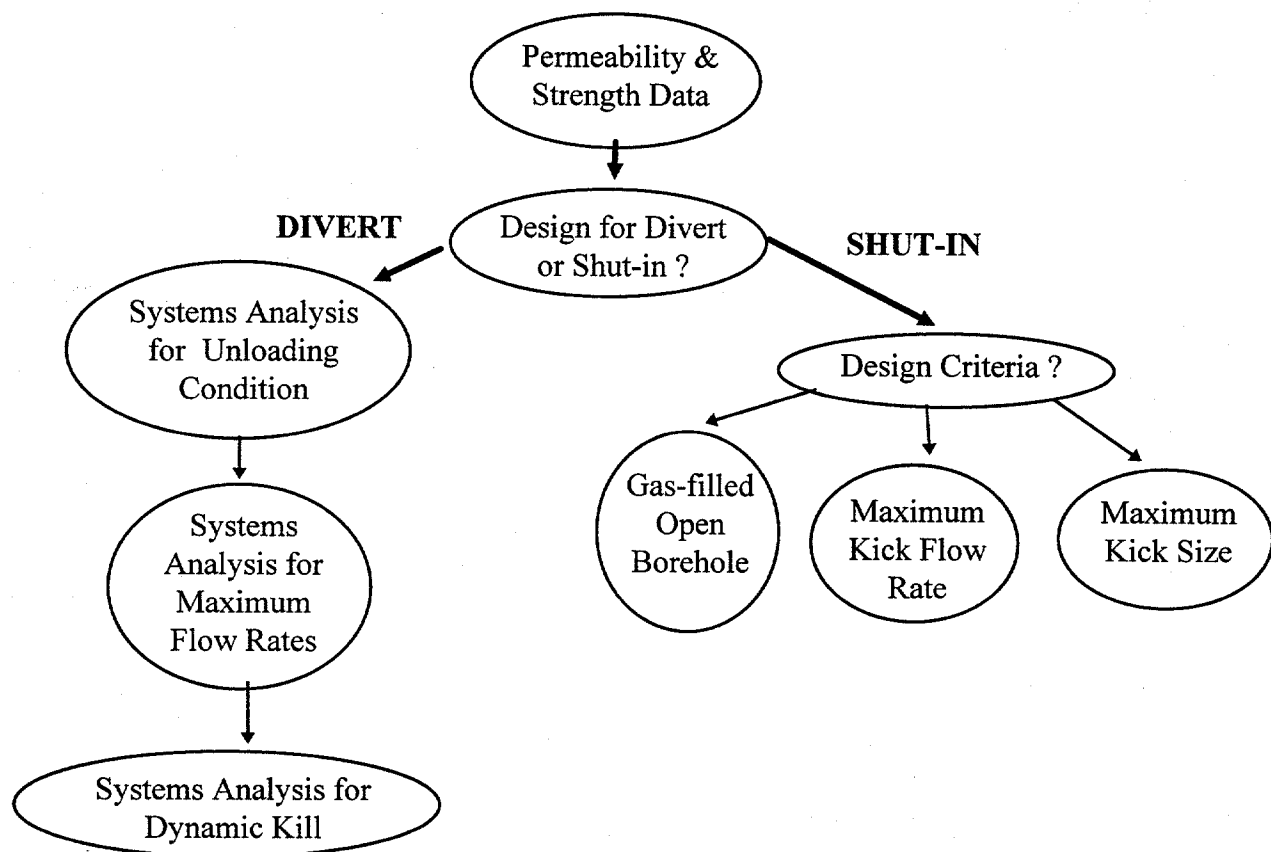 Permeability &
Strength Data
DIVERT
Design for Divert
or Shut-in ?
SHUT-IN
Systems Analysis
for Unloading
Condition
Design Criteria ?
Gas-filled
Open
Borehole
Maximum
Kick Flow
Rate
Maximum
Kick Size
Systems
Analysis for
Maximum
Flow Rates
Systems Analysis for
Dynamic Kill